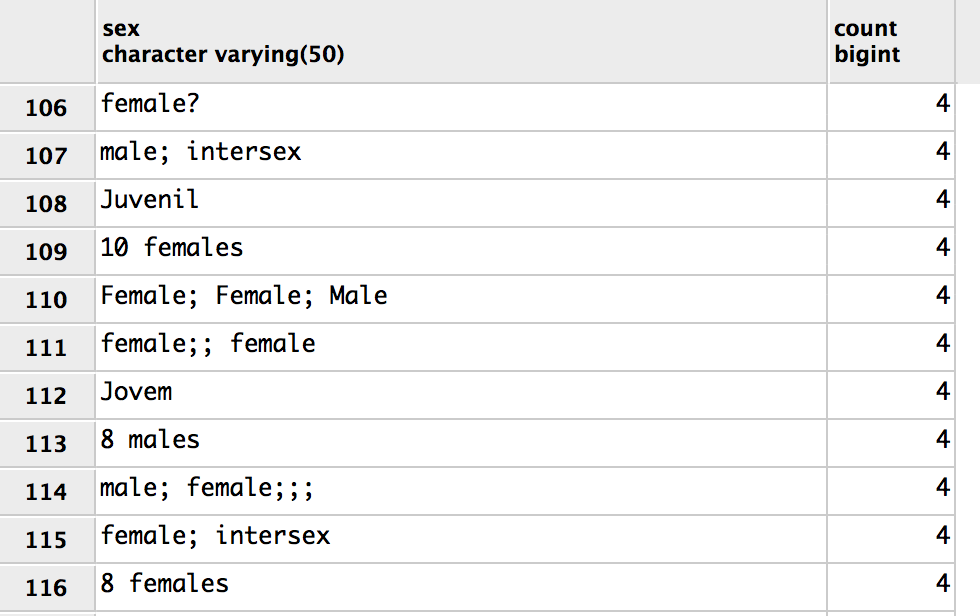 sex count
character varying(50) bigint
106 female? 4
107 male; intersex 4
108 Juvenil 4
109 10 females 4
110 Female; Female; Male 4
111 female;; female 4
112 Jovem 4
113 8 males 4
114 male; female;;; 4
115 female; intersex 4
116 8 females 4